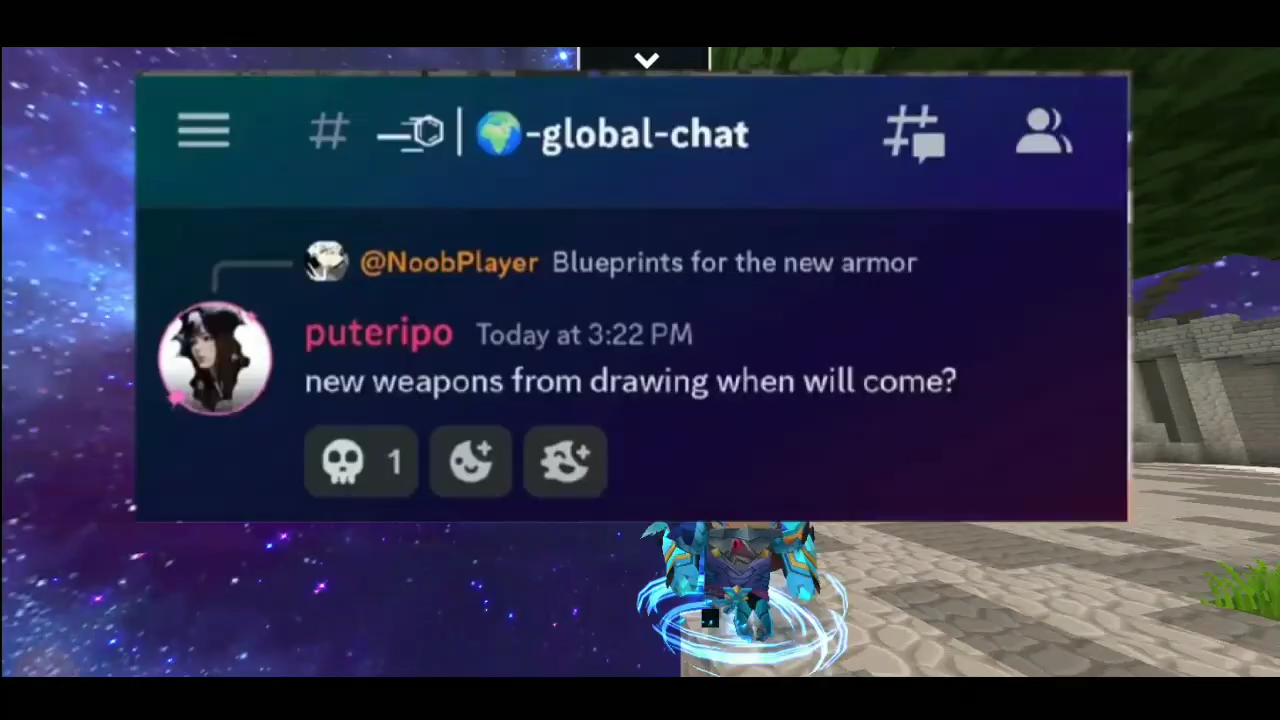 # | 🌍-global-chat
@NoobPlayer Blueprints for the new armor
puteripo Today at 3:22 PM
new weapons from drawing when will come?
1